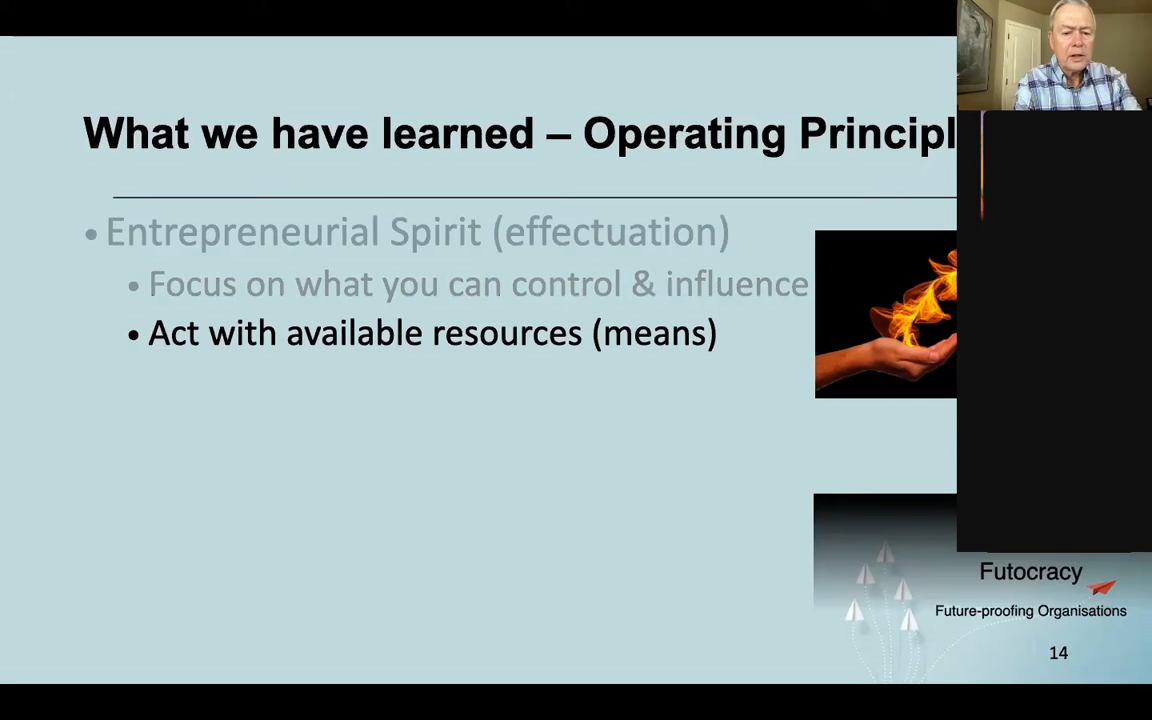 What we have learned – Operating Principl
• Entrepreneurial Spirit (effectuation)
• Focus on what you can control & influence
• Act with available resources (means)
Futocracy
Future-proofing Organisations
14